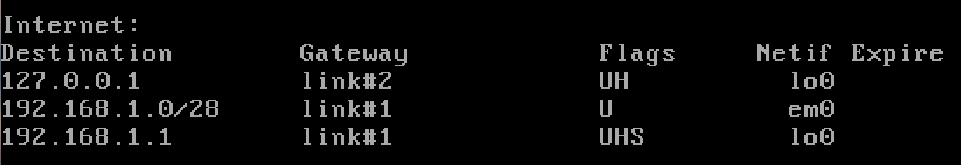 Internet:
Destination Gateway Flags Netif Expire
127.0.0.1 link#2 UH lo0
192.168.1.0/28 link#1 U em0
192.168.1.1 link#1 UHS lo0